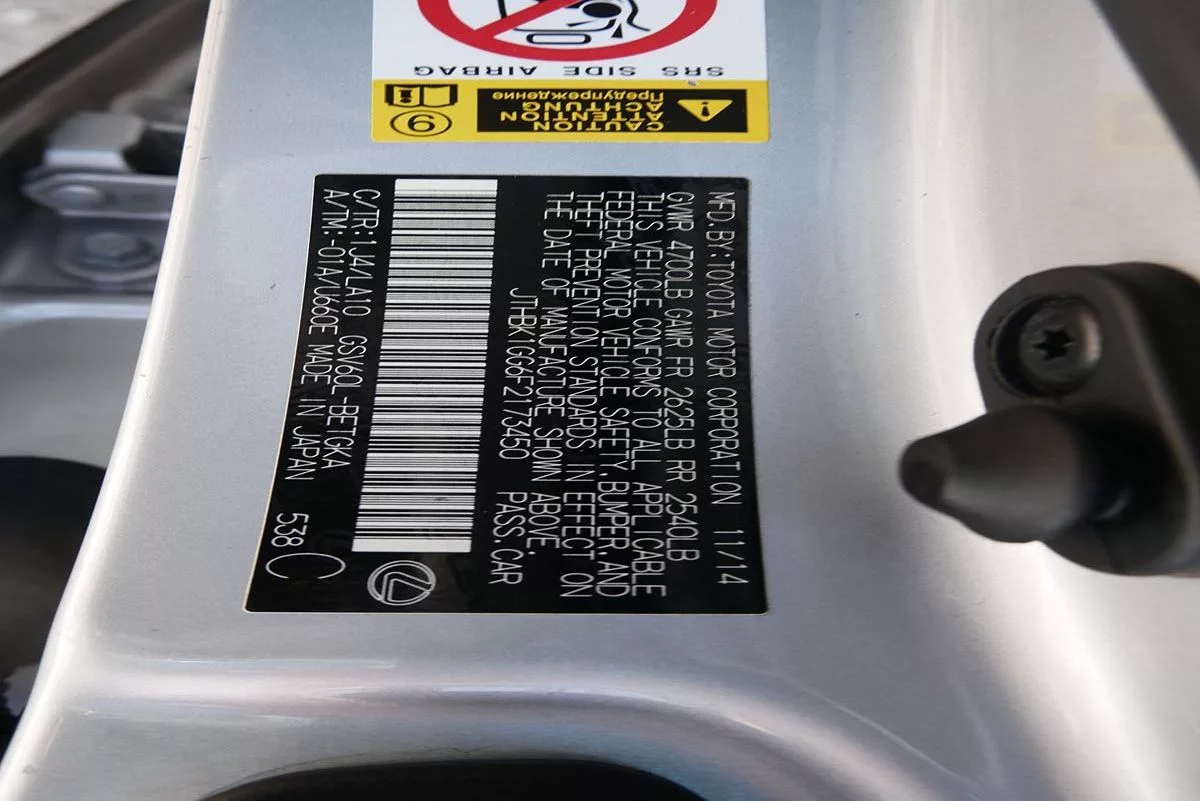 SRS SIDE AIRBAG
CAUTION
ATTENTION
ACHTUNG
Предупреждение
9
MFD.BY:TOYOTA MOTOR CORPORATION 11/14
GVWR 4700LB GAWR FR 2625LB RR 2540LB
THIS VEHICLE CONFORMS TO ALL APPLICABLE
FEDERAL MOTOR VEHICLE SAFETY,BUMPER,AND
THEFT PREVENTION STANDARDS IN EFFECT ON
THE DATE OF MANUFACTURE SHOWN ABOVE.
JTHBK1GG6F2173450 PASS.CAR
C/TR:1J4/LA10 GSV60L-BETGKA
A/TM:-01A/U660E MADE IN JAPAN 538 C